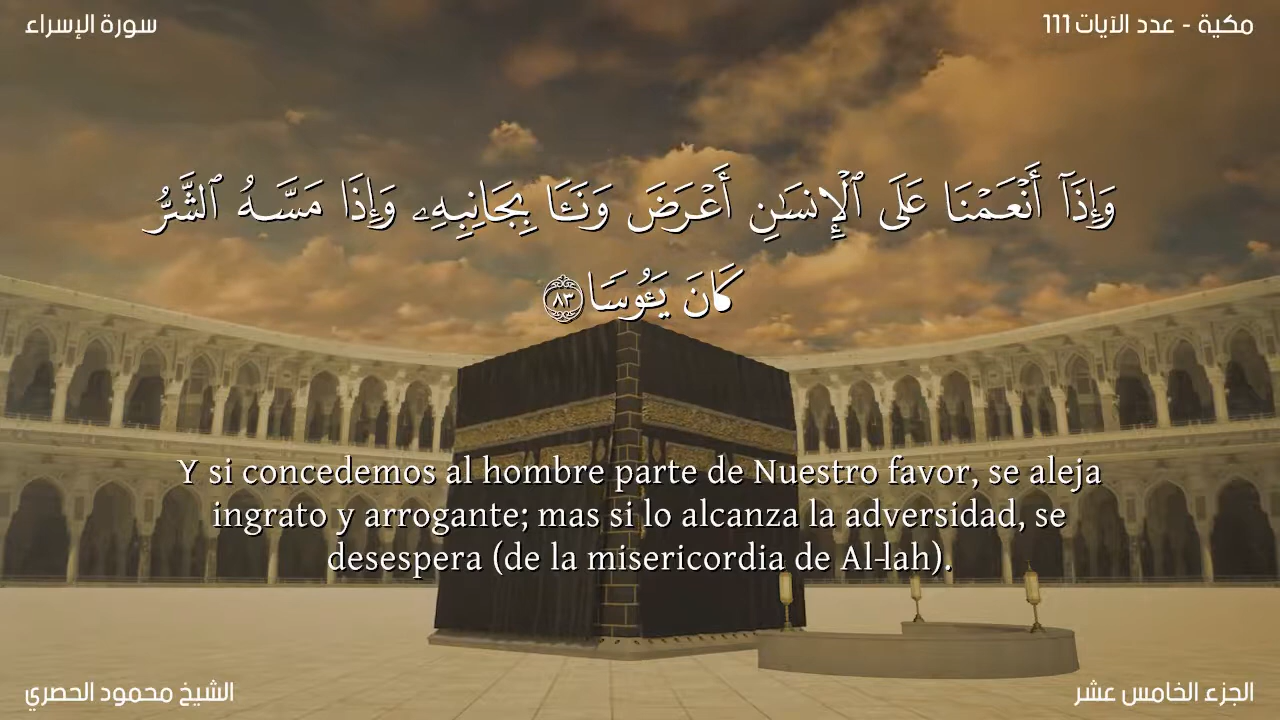 سورة الإسراء
مكية - عدد الآيات 111
وَإِذَآ أَنْعَمْنَا عَلَى ٱلْإِنسَٰنِ أَعْرَضَ وَنَـَٔا بِجَانِبِهِۦ وَإِذَا مَسَّهُ ٱلشَّرُّ
كَانَ يَـُٔوسًا ٨٣
Y si concedemos al hombre parte de Nuestro favor, se aleja
ingrato y arrogante; mas si lo alcanza la adversidad, se
desespera (de la misericordia de Al-lah).
الشيخ محمود الحصري
الجزء الخامس عشر